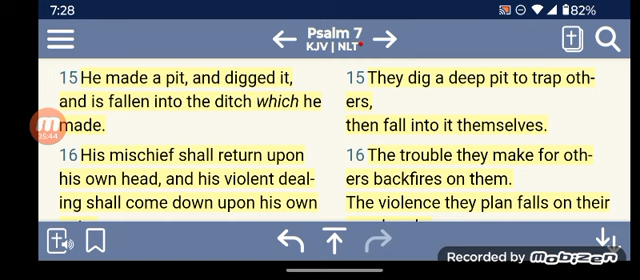 7:28
82%
Psalm 7
KJV | NLT
15 He made a pit, and digged it,
and is fallen into the ditch which he
made.
16 His mischief shall return upon
his own head, and his violent deal-
ing shall come down upon his own
15 They dig a deep pit to trap oth-
ers,
then fall into it themselves.
16 The trouble they make for oth-
ers backfires on them.
The violence they plan falls on their
Recorded by Mobizen